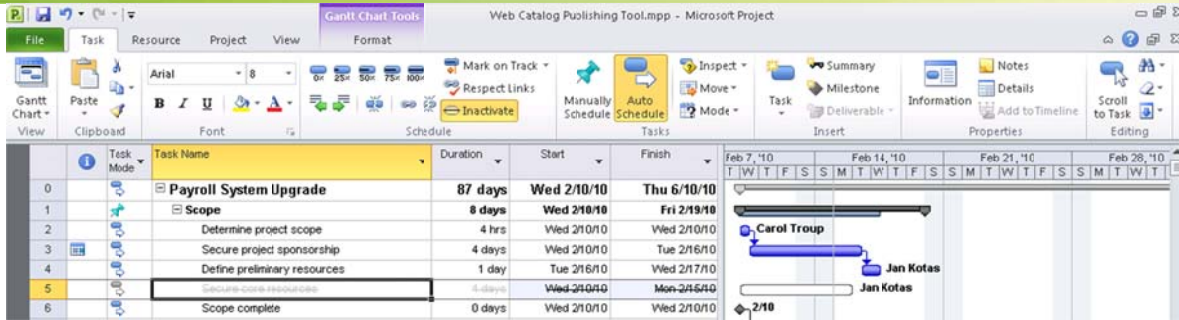 Gantt Chart Tools
Web Catalog Publishing Tool.mpp - Microsoft Project
File Task Resource Project View Format
Arial 8
0× 25× 50× 75× 100×
Mark on Track
Respect Links
Inactivate
Manually Schedule
Auto Schedule
Inspect
Move
Mode
Task
Summary
Milestone
Deliverable
Information
Notes
Details
Add to Timeline
Scroll to Task
Gantt Chart
Paste
B I U A
View Clipboard Font Schedule Tasks Insert Properties Editing
Task Mode Task Name Duration Start Finish
Feb 7, '10 Feb 14, '10 Feb 21, '10 Feb 28, '10
T W T F S S M T W T F S S M T W T F S S M T W T
0 Payroll System Upgrade 87 days Wed 2/10/10 Thu 6/10/10
1 Scope 8 days Wed 2/10/10 Fri 2/19/10
2 Determine project scope 4 hrs Wed 2/10/10 Wed 2/10/10 Carol Troup
3 Secure project sponsorship 4 days Wed 2/10/10 Tue 2/16/10
4 Define preliminary resources 1 day Tue 2/16/10 Wed 2/17/10 Jan Kotas
5 Secure core resources 4 days Wed 2/10/10 Mon 2/15/10 Jan Kotas
6 Scope complete 0 days Wed 2/10/10 Wed 2/10/10 2/10